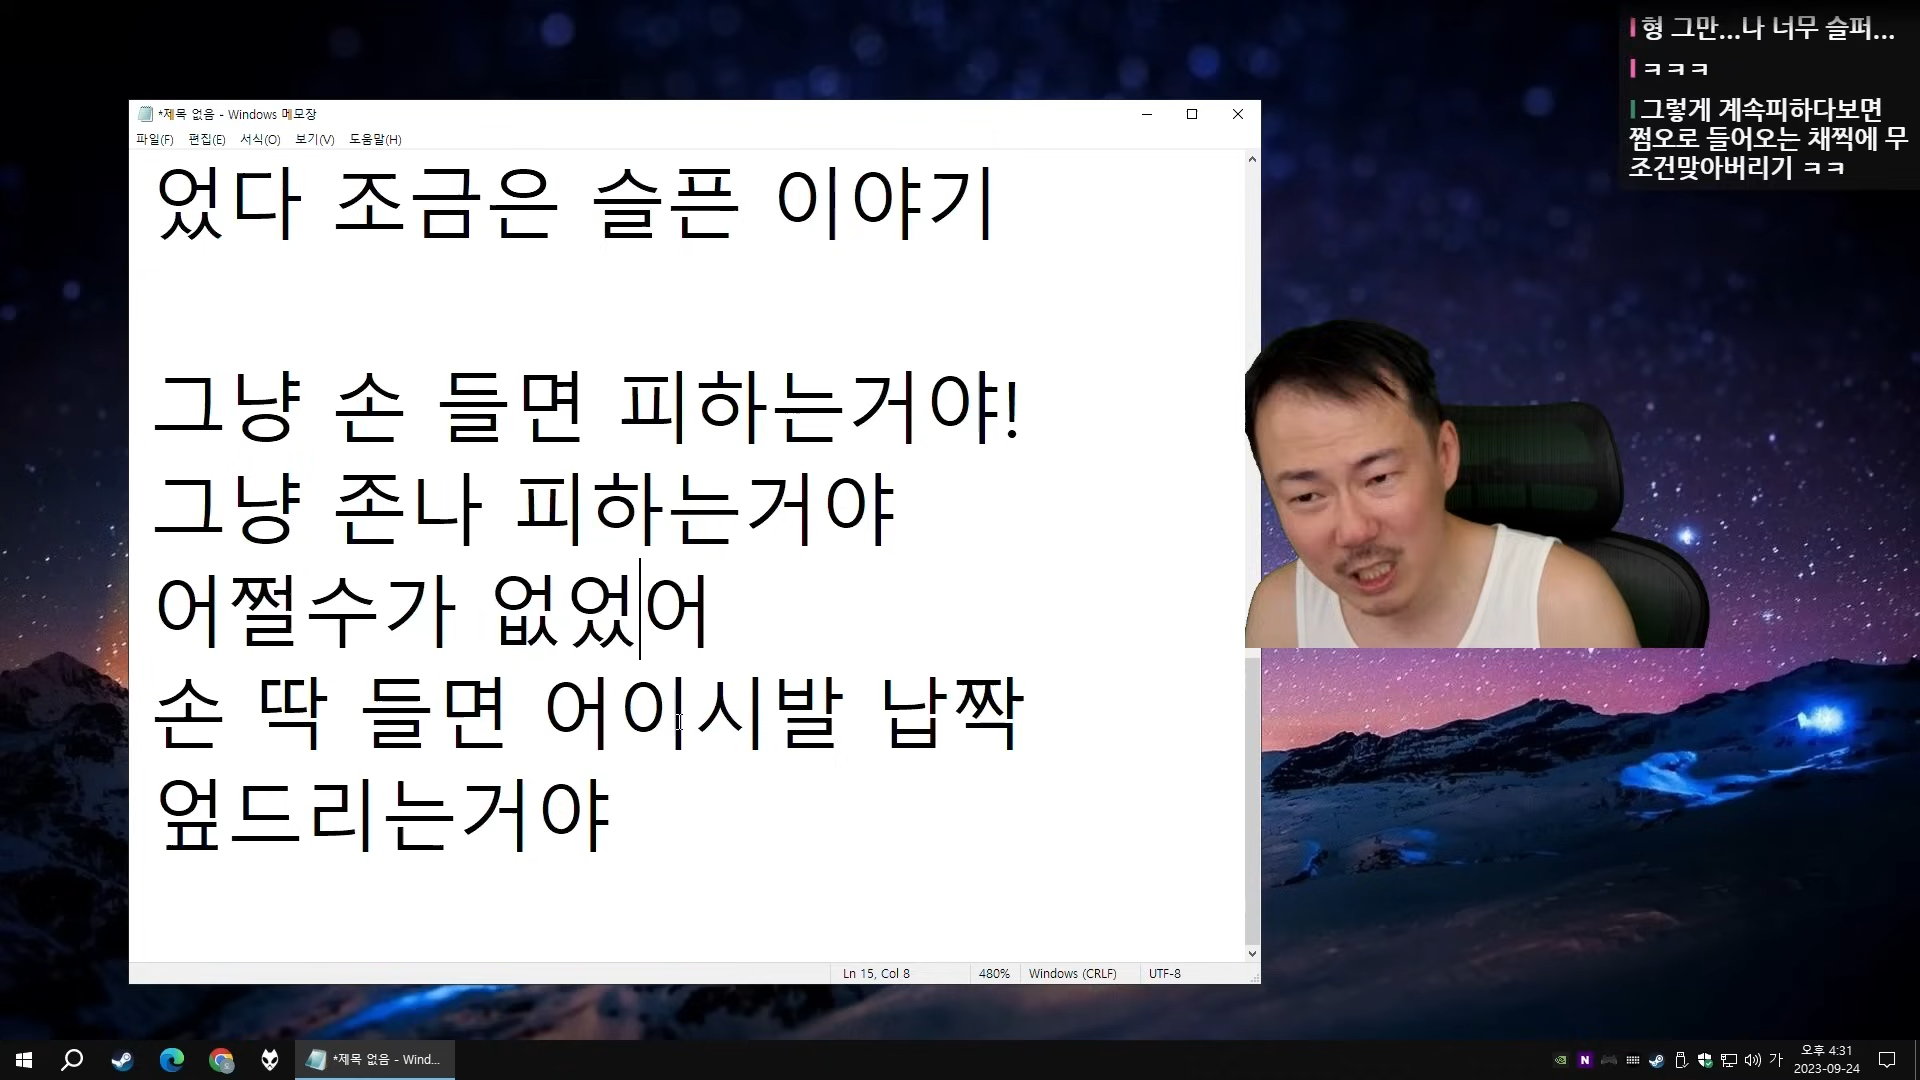 형 그만...나 너무 슬퍼...
ㅋㅋㅋ
그렇게 계속피하다보면
쩜오로 들어오는 채찍에 무
조건맞아버리기 ㅋㅋ
*제목 없음 - Windows 메모장
파일(F) 편집(E) 서식(O) 보기(V) 도움말(H)
었다 조금은 슬픈 이야기
그냥 손 들면 피하는거야!
그냥 존나 피하는거야
어쩔수가 없었어
손 딱 들면 어이시발 납짝
엎드리는거야
Ln 15, Col 8 480% Windows (CRLF) UTF-8
*제목 없음 - Wind...
N 가 오후 4:31
2023-09-24